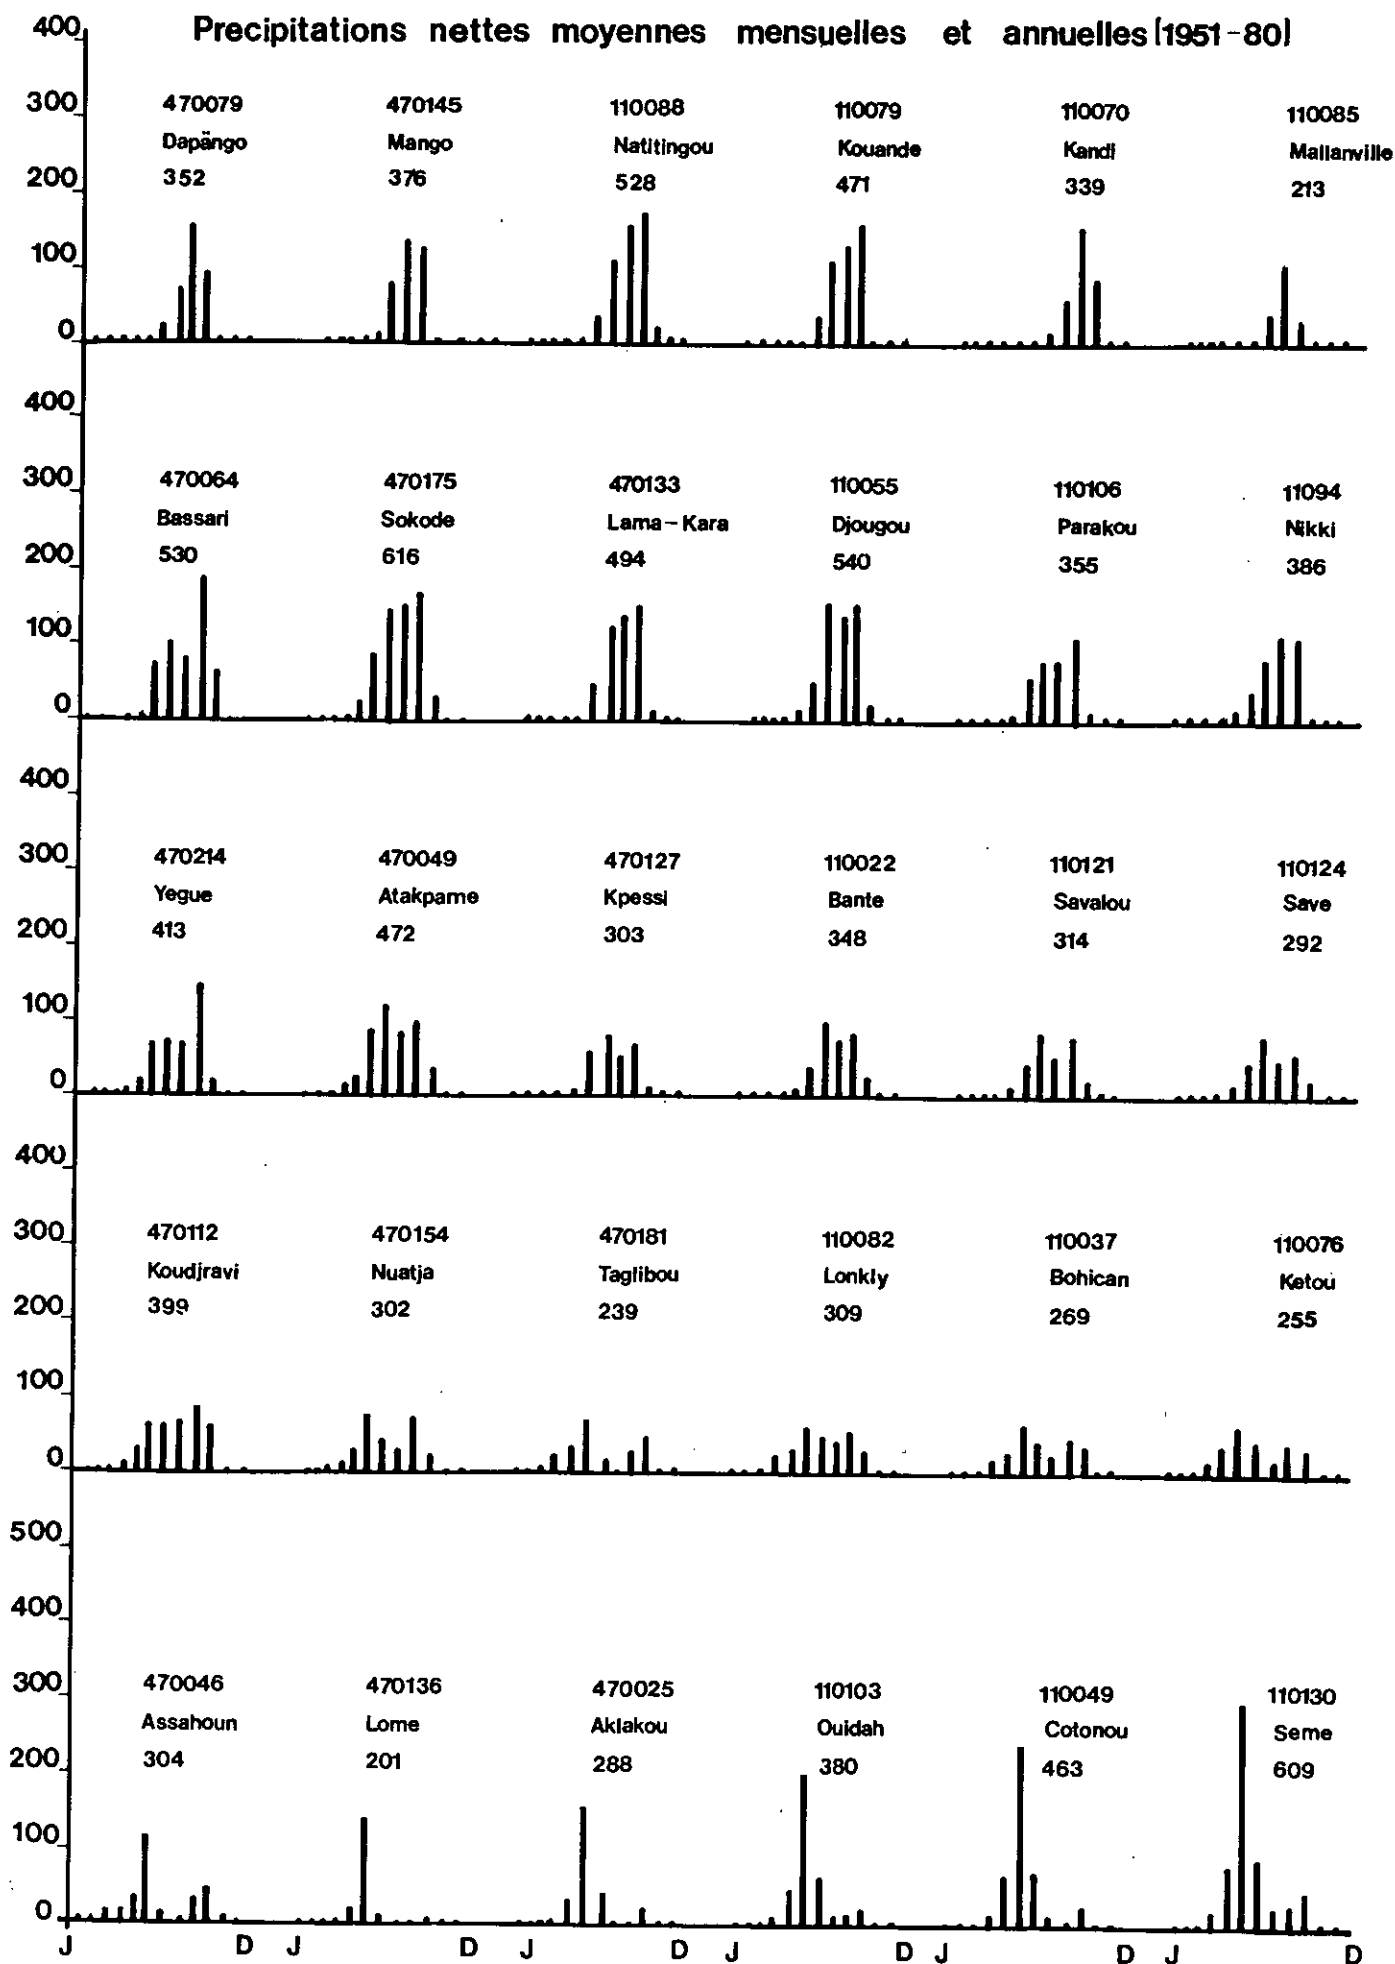 Precipitations nettes moyennes mensuelles et annuelles (1951-80)
400
300
200
100
0
470079 470145 110088 110079 110070 110085
Dapängo Mango Natitingou Kouande Kandi Mallanville
352 376 528 471 339 213
400
300
200
100
0
470064 470175 470133 110055 110106 11094
Bassari Sokode Lama-Kara Djougou Parakou Nikki
530 616 494 540 355 386
400
300
200
100
0
470214 470049 470127 110022 110121 110124
Yegue Atakpame Kpessi Bante Savalou Save
413 472 303 348 314 292
400
300
200
100
0
470112 470154 470181 110082 110037 110076
Koudjravi Nuatja Taglibou Lonkly Bohican Ketou
399 302 239 309 269 255
500
400
300
200
100
0
470046 470136 470025 110103 110049 110130
Assahoun Lome Aklakou Ouidah Cotonou Seme
304 201 288 380 463 609
J D J D J D J D J D J D